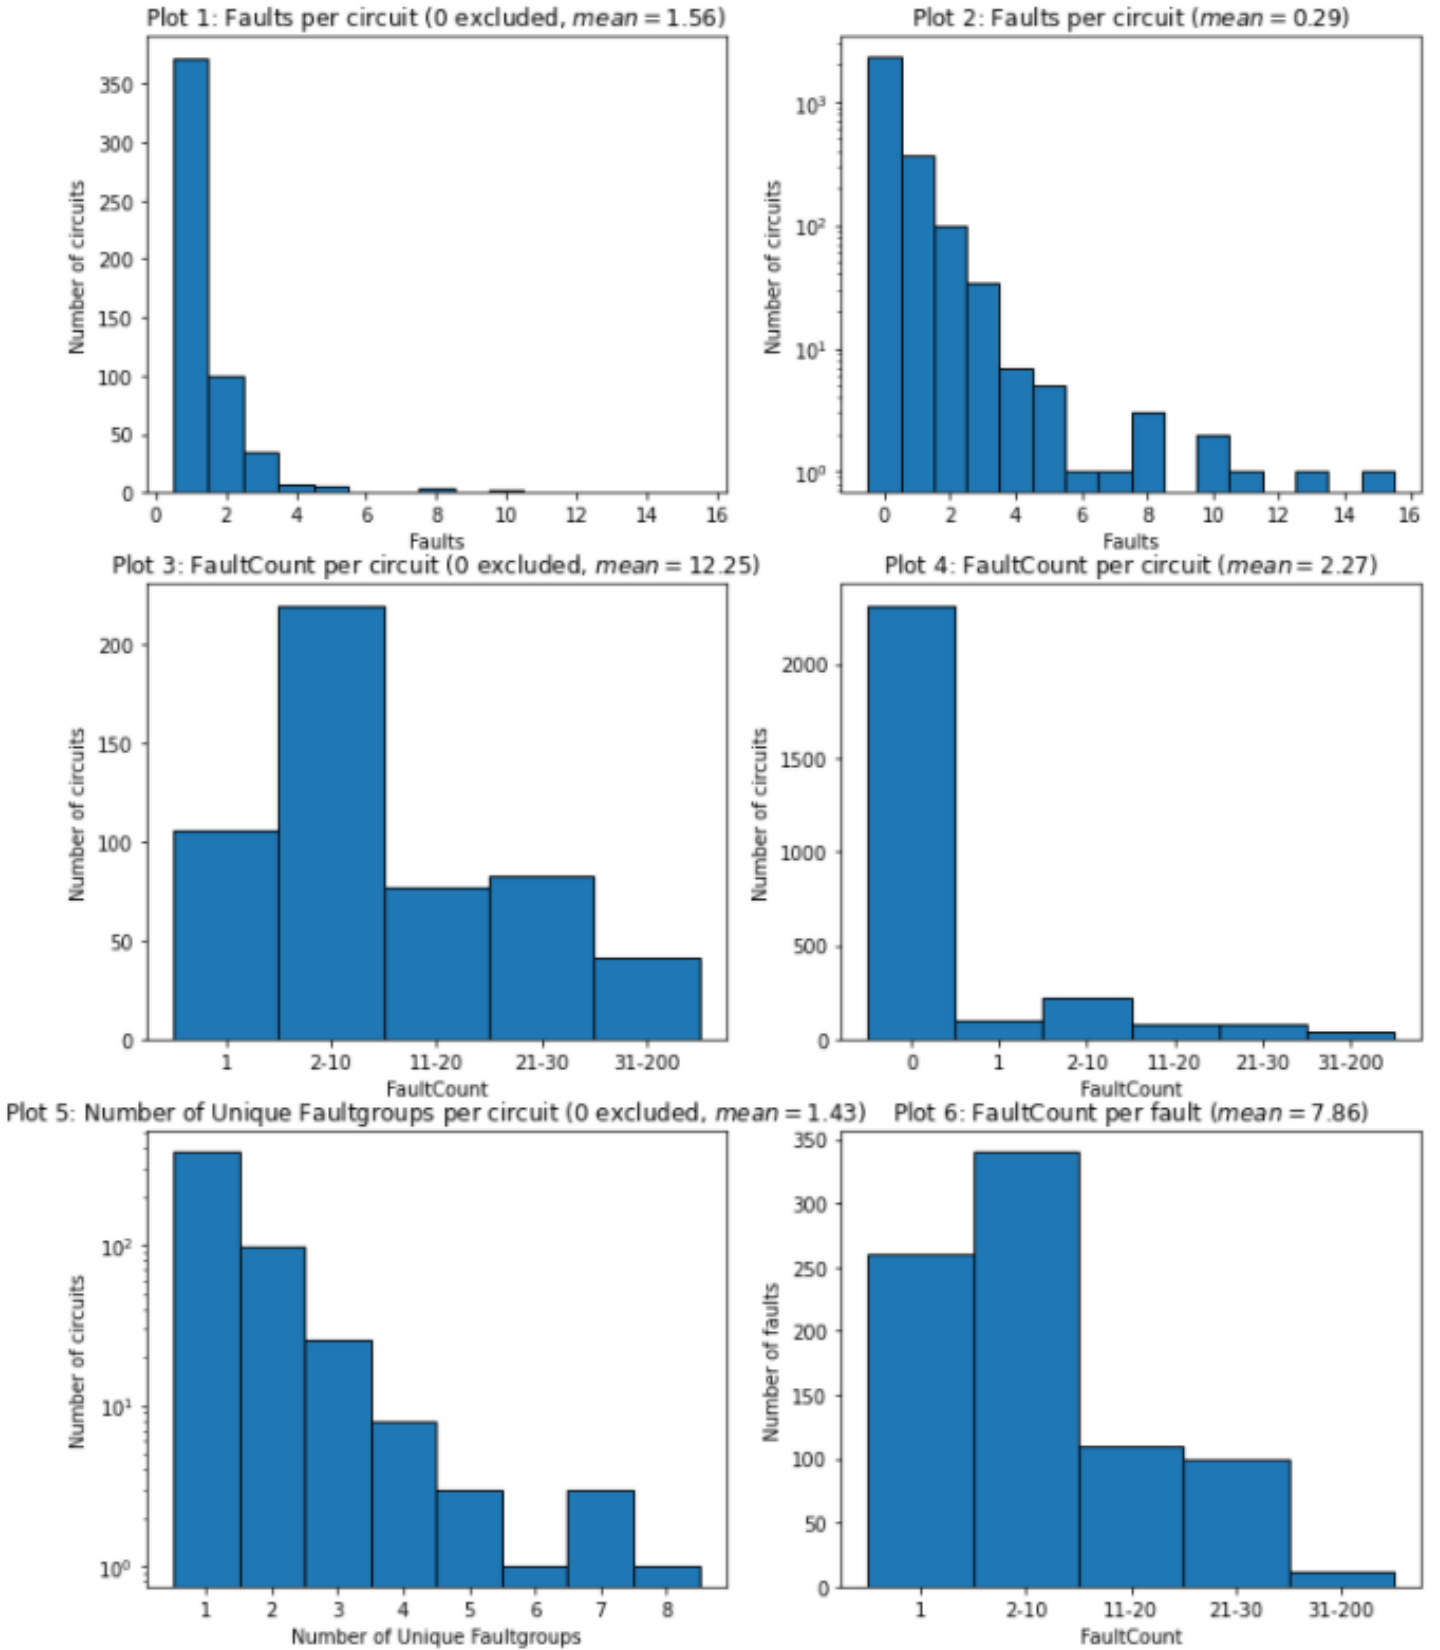 Plot 1: Faults per circuit (0 excluded, mean = 1.56)
Number of circuits
350
300
250
200
150
100
50
0
0 2 4 6 8 10 12 14 16
Faults
Plot 2: Faults per circuit (mean = 0.29)
Number of circuits
10³
10²
10¹
10⁰
0 2 4 6 8 10 12 14 16
Faults
Plot 3: FaultCount per circuit (0 excluded, mean = 12.25)
Number of circuits
200
150
100
50
0
1 2-10 11-20 21-30 31-200
FaultCount
Plot 4: FaultCount per circuit (mean = 2.27)
Number of circuits
2000
1500
1000
500
0
0 1 2-10 11-20 21-30 31-200
FaultCount
Plot 5: Number of Unique Faultgroups per circuit (0 excluded, mean = 1.43)
Number of circuits
10²
10¹
10⁰
1 2 3 4 5 6 7 8
Number of Unique Faultgroups
Plot 6: FaultCount per fault (mean = 7.86)
Number of faults
350
300
250
200
150
100
50
0
1 2-10 11-20 21-30 31-200
FaultCount